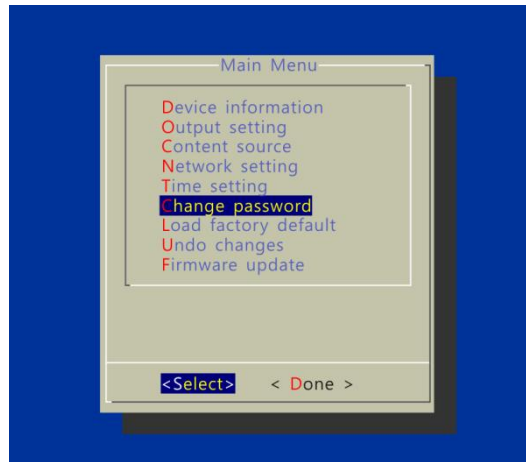 Main Menu
Device information
Output setting
Content source
Network setting
Time setting
Change password
Load factory default
Undo changes
Firmware update
<Select> < Done >